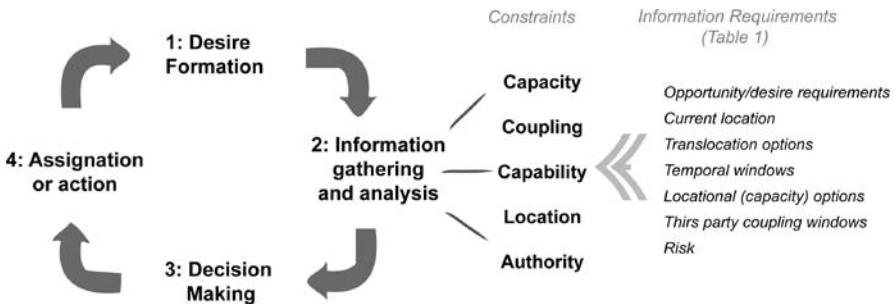 Constraints
Information Requirements
(Table 1)
1: Desire
Formation
2: Information
gathering
and analysis
3: Decision
Making
4: Assignation
or action
Capacity
Coupling
Capability
Location
Authority
Opportunity/desire requirements
Current location
Translocation options
Temporal windows
Locational (capacity) options
Thirs party coupling windows
Risk